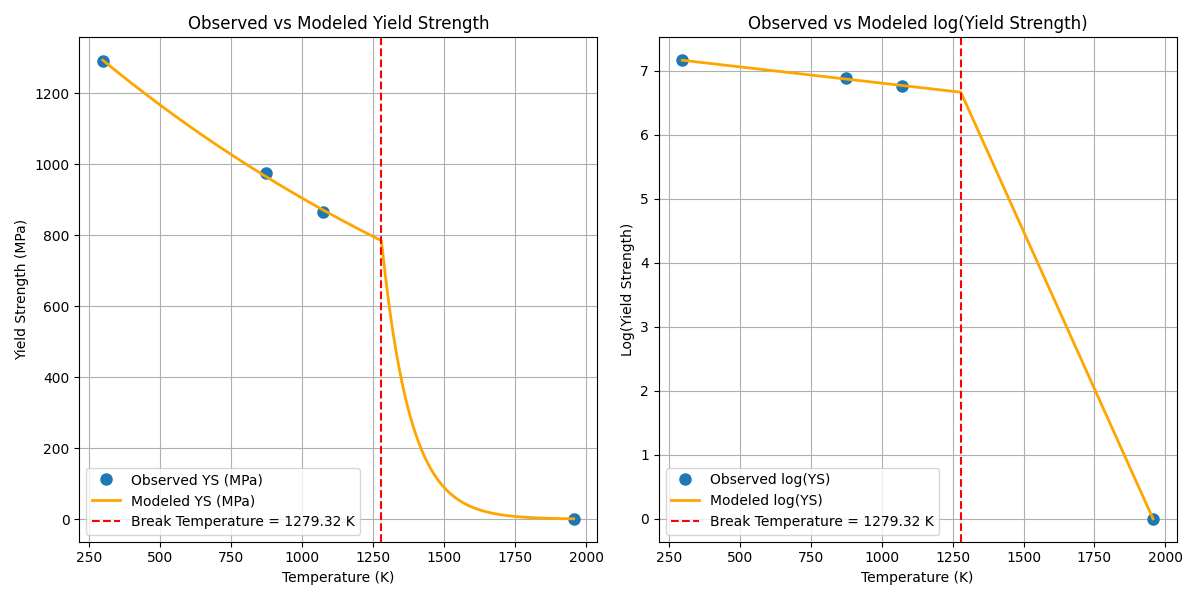 Observed vs Modeled Yield Strength
Yield Strength (MPa)
1200
1000
800
600
400
200
0
Observed YS (MPa)
Modeled YS (MPa)
Break Temperature = 1279.32 K
250 500 750 1000 1250 1500 1750 2000
Temperature (K)
Observed vs Modeled log(Yield Strength)
Log(Yield Strength)
7
6
5
4
3
2
1
0
Observed log(YS)
Modeled log(YS)
Break Temperature = 1279.32 K
250 500 750 1000 1250 1500 1750 2000
Temperature (K)